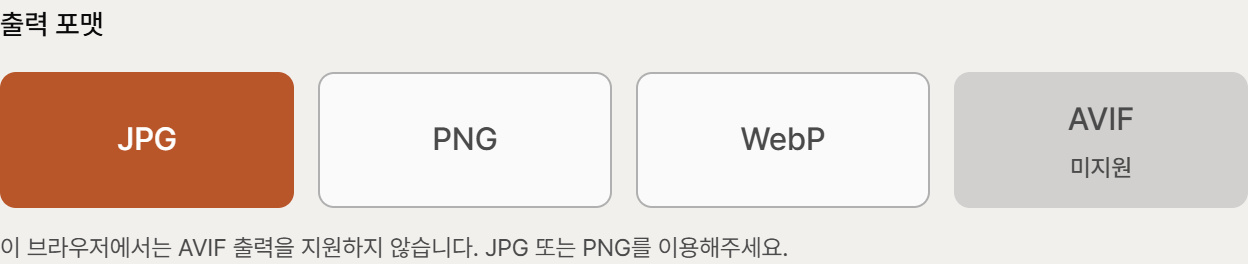 출력 포맷
JPG
PNG
WebP
AVIF
미지원
이 브라우저에서는 AVIF 출력을 지원하지 않습니다. JPG 또는 PNG를 이용해주세요.